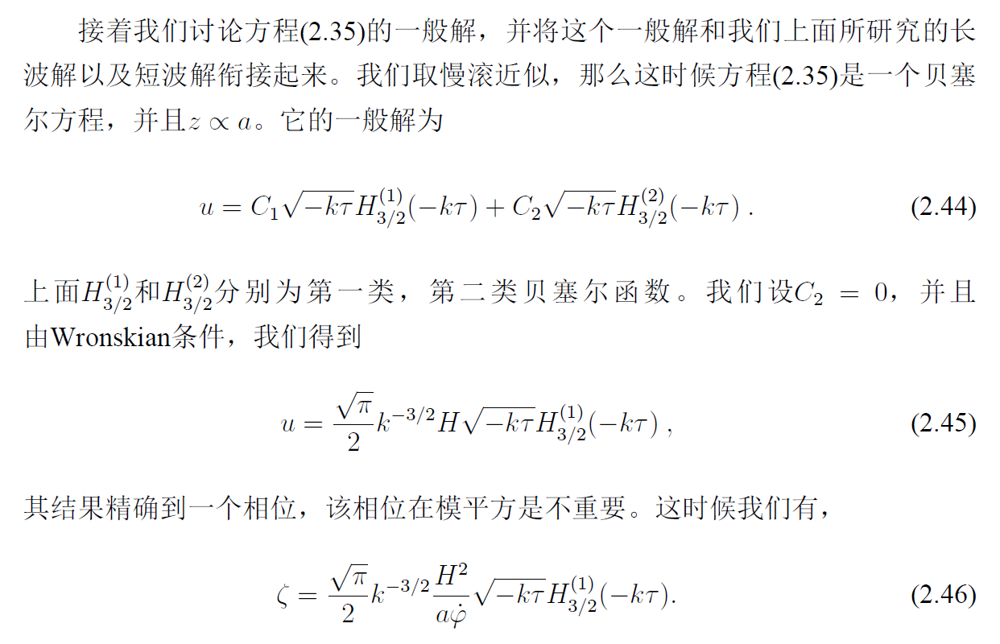 接着我们讨论方程(2.35)的一般解，并将这个一般解和我们上面所研究的长
波解以及短波解衔接起来。我们取慢滚近似，那么这时候方程(2.35)是一个贝塞
尔方程，并且$z \propto a$。它的一般解为
$u = C_1\sqrt{-k\tau}H_{3/2}^{(1)}(-k\tau) + C_2\sqrt{-k\tau}H_{3/2}^{(2)}(-k\tau) .$ (2.44)
上面$H_{3/2}^{(1)}$和$H_{3/2}^{(2)}$分别为第一类，第二类贝塞尔函数。我们设$C_2 = 0$，并且
由Wronskian条件，我们得到
$u = \frac{\sqrt{\pi}}{2}k^{-3/2}H\sqrt{-k\tau}H_{3/2}^{(1)}(-k\tau) ,$ (2.45)
其结果精确到一个相位，该相位在模平方是不重要。这时候我们有，
$\zeta = \frac{\sqrt{\pi}}{2}k^{-3/2}\frac{H^2}{a\dot{\varphi}}\sqrt{-k\tau}H_{3/2}^{(1)}(-k\tau).$ (2.46)